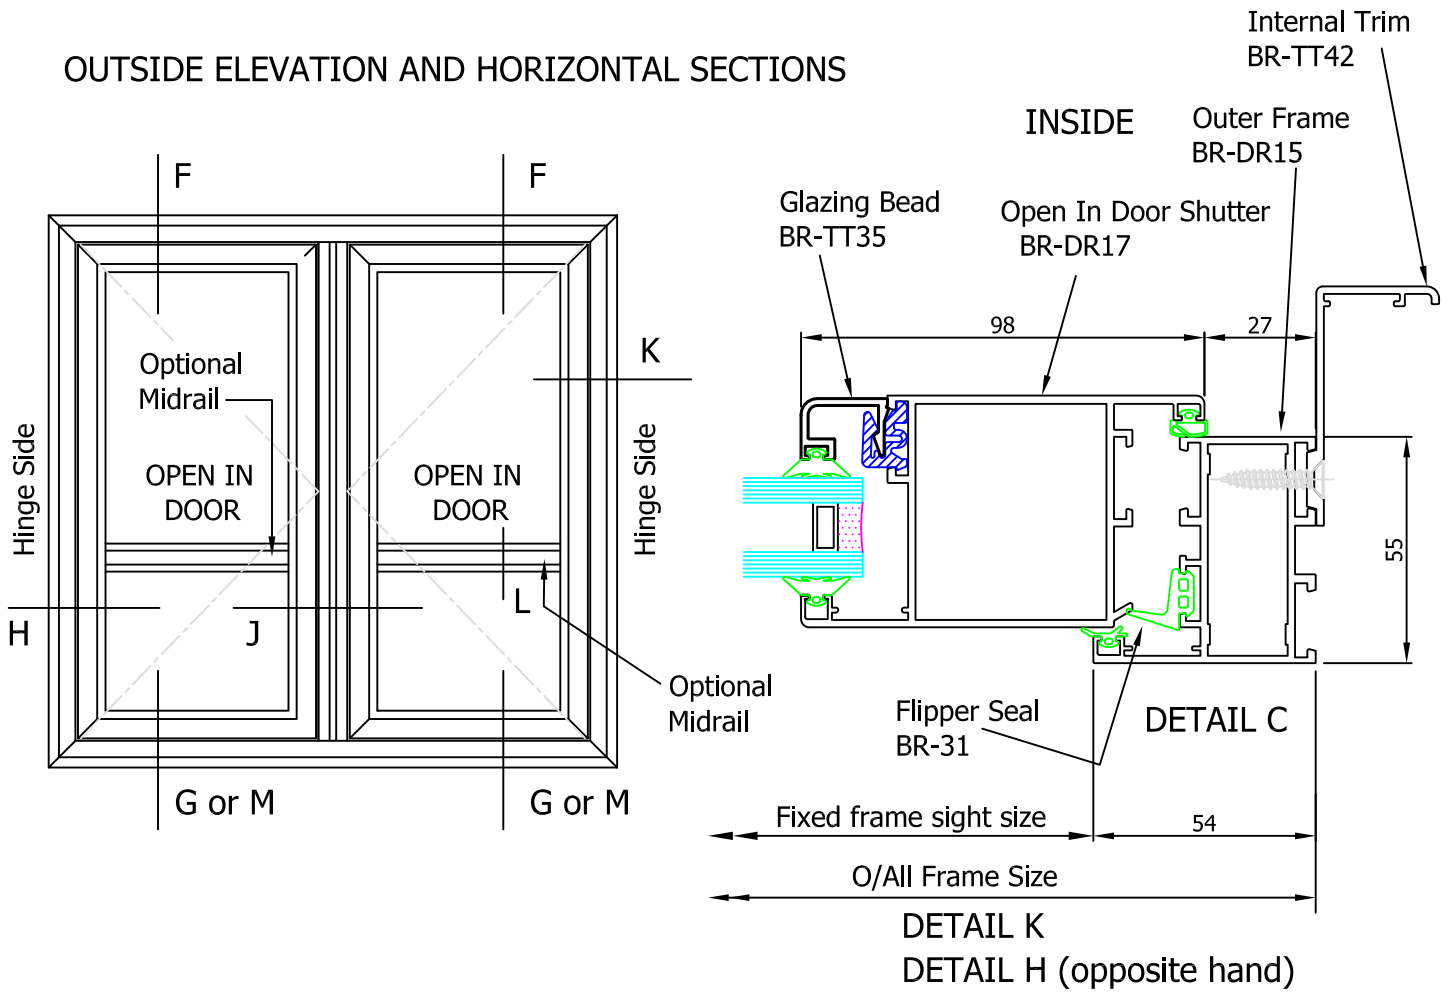 OUTSIDE ELEVATION AND HORIZONTAL SECTIONS
F
F
Optional
Midrail
K
Hinge Side
OPEN IN
DOOR
OPEN IN
DOOR
Hinge Side
H
J
L
Optional
Midrail
G or M
G or M
Internal Trim
BR-TT42
INSIDE
Outer Frame
BR-DR15
Glazing Bead
BR-TT35
Open In Door Shutter
BR-DR17
98
27
55
Flipper Seal
BR-31
DETAIL C
Fixed frame sight size
54
O/All Frame Size
DETAIL K
DETAIL H (opposite hand)